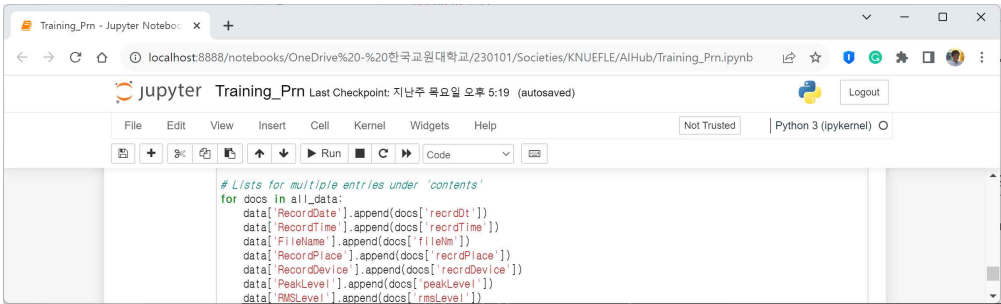 Training_Prn - Jupyter Noteboo
localhost:8888/notebooks/OneDrive%20-%20한국교원대학교/230101/Societies/KNUEFLE/AIHub/Training_Prn.ipynb
jupyter Training_Prn Last Checkpoint: 지난주 목요일 오후 5:19 (autosaved)
Logout
File Edit View Insert Cell Kernel Widgets Help Not Trusted Python 3 (ipykernel)
Run Code
# Lists for multiple entries under 'contents'
for docs in all_data:
data['RecordDate'].append(docs['recrdDt'])
data['RecordTime'].append(docs['recrdTime'])
data['FileName'].append(docs['fileNm'])
data['RecordPlace'].append(docs['recrdPlace'])
data['RecordDevice'].append(docs['recrdDevice'])
data['PeakLevel'].append(docs['peakLevel'])
data['RMSLevel'].append(docs['rmsLevel'])